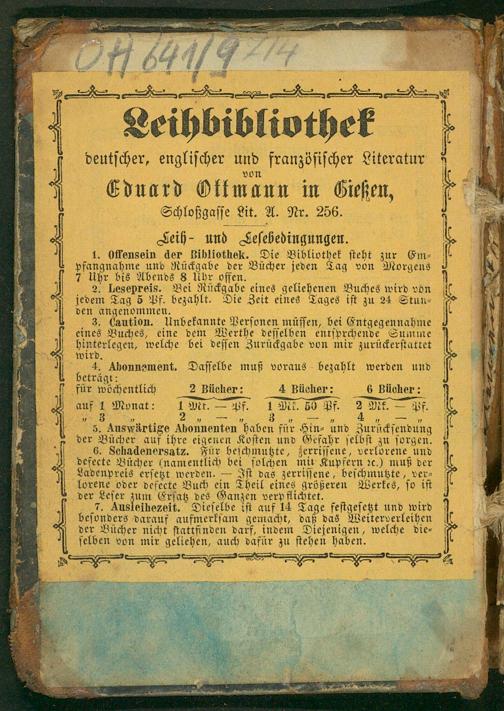 OH 641/9 214
Leihbibliothek
deutscher, englischer und französischer Literatur
von
Eduard Ottmann in Gießen,
Schloßgasse Lit. A. Nr. 256.
Leih- und Lesebedingungen.
1. Offensein der Bibliothek. Die Bibliothek steht zur Em-
pfangnahme und Rückgabe der Bücher jeden Tag von Morgens
7 Uhr bis Abends 8 Uhr offen.
2. Lesepreis. Bei Rückgabe eines geliehenen Buches wird von
jedem Tag 5 Pf. bezahlt. Die Zeit eines Tages ist zu 24 Stun-
den angenommen.
3. Caution. Unbekannte Personen müssen, bei Entgegennahme
eines Buches, eine dem Werthe desselben entsprchende Summe
hinterlegen, welche bei dessen Zurückgabe von mir zurückerstattet
wird.
4. Abonnement. Dasselbe muß voraus bezahlt werden und
beträgt:
für wöchentlich 2 Bücher: 4 Bücher: 6 Bücher:
auf 1 Monat: 1 Mk. — Pf. 1 Mk. 50 Pf. 2 Mk. — Pf.
„ 3 „ 2 „ — „ 3 „ — „ 4 „ — „
5. Auswärtige Abonnenten haben für Hin- und Zurücksendung
der Bücher auf ihre eigenen Kosten und Gefahr selbst zu sorgen.
6. Schadenersatz. Für beschmutzte, zerrissene, verlorene und
defecte Bücher (namentlich bei solchen mit Kupfern ꝛc.) muß der
Ladenpreis ersetzt werden. — Ist das zerrissene, beschmutzte, ver-
lorene oder defecte Buch ein Theil eines größeren Werkes, so ist
der Leser zum Ersatz des Ganzen verpflichtet.
7. Ausleihezeit. Dieselbe ist auf 14 Tage festgesetzt und wird
besonders darauf aufmerksam gemacht, daß das Weiterverleihen
der Bücher nicht stattfinden darf, indem Diejenigen, welche die-
selben von mir geliehen, auch dafür zu stehen haben.